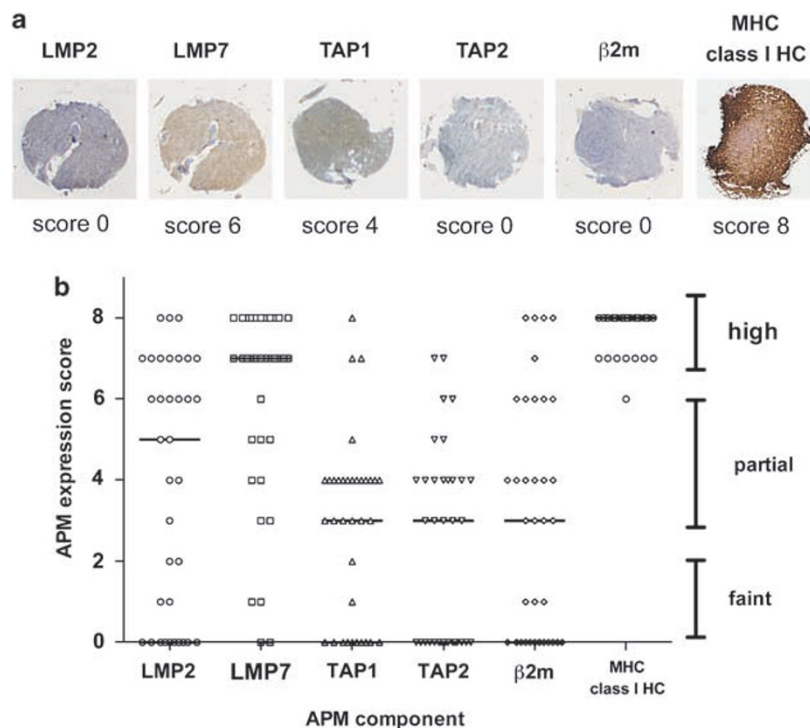 a
LMP2 LMP7 TAP1 TAP2 β2m MHC class I HC
score 0 score 6 score 4 score 0 score 0 score 8
b
APM expression score
8
6
4
2
0
high
partial
faint
LMP2 LMP7 TAP1 TAP2 β2m MHC class I HC
APM component